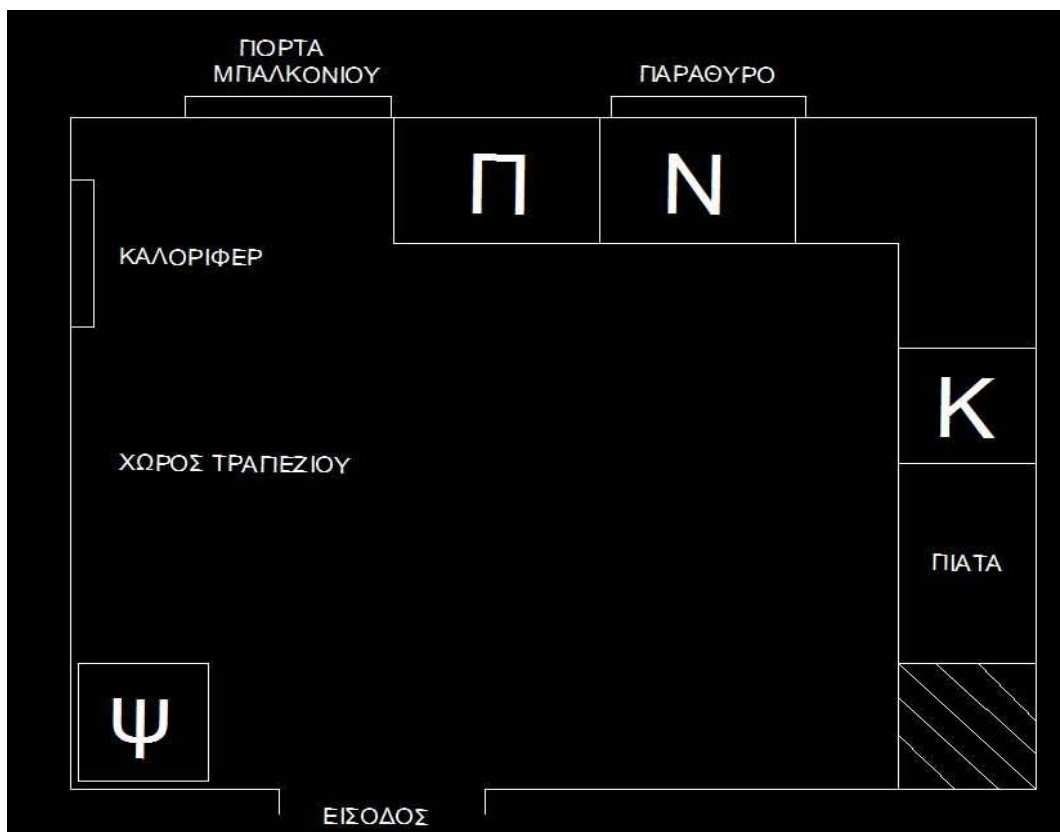 ΠΟΡΤΑ
ΜΠΑΛΚΟΝΙΟΥ
ΠΑΡΑΘΥΡΟ
Π
Ν
ΚΑΛΟΡΙΦΕΡ
Κ
ΧΩΡΟΣ ΤΡΑΠΕΖΙΟΥ
ΠΙΑΤΑ
Ψ
ΕΙΣΟΔΟΣ